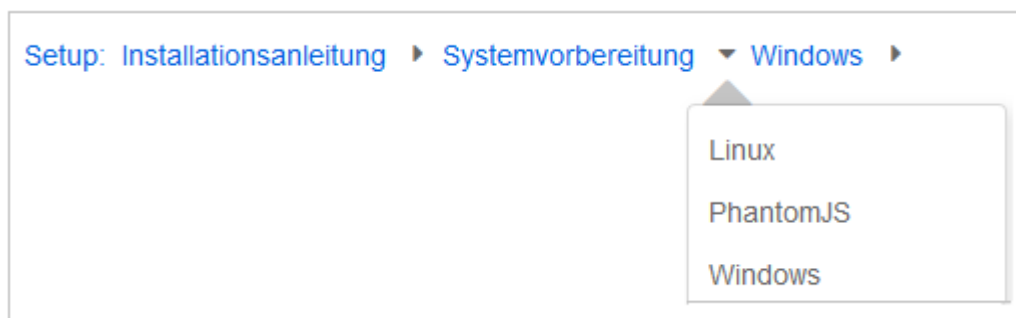 Setup: Installationsanleitung Systemvorbereitung Windows
Linux
PhantomJS
Windows